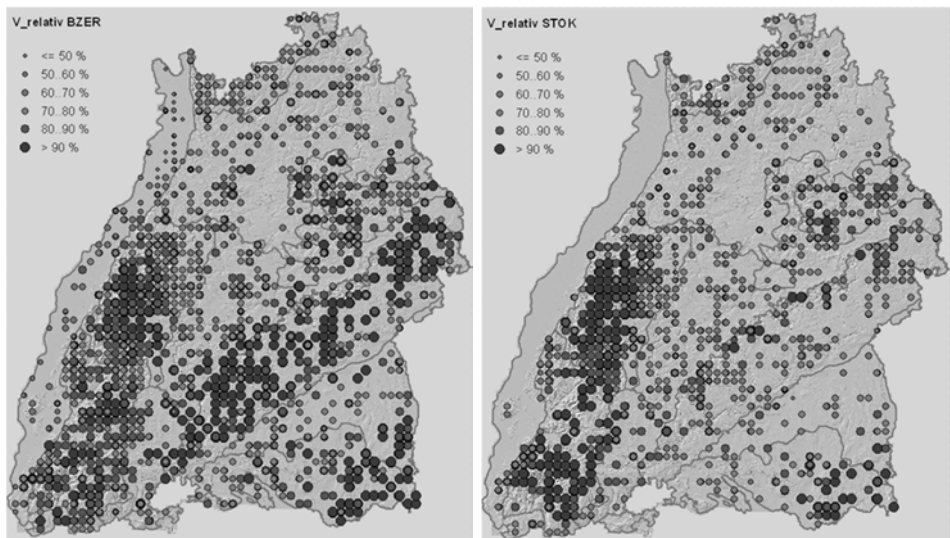 V_relativ BZER
<= 50 %
50..60 %
60..70 %
70..80 %
80..90 %
> 90 %
V_relativ STOK
<= 50 %
50..60 %
60..70 %
70..80 %
80..90 %
> 90 %